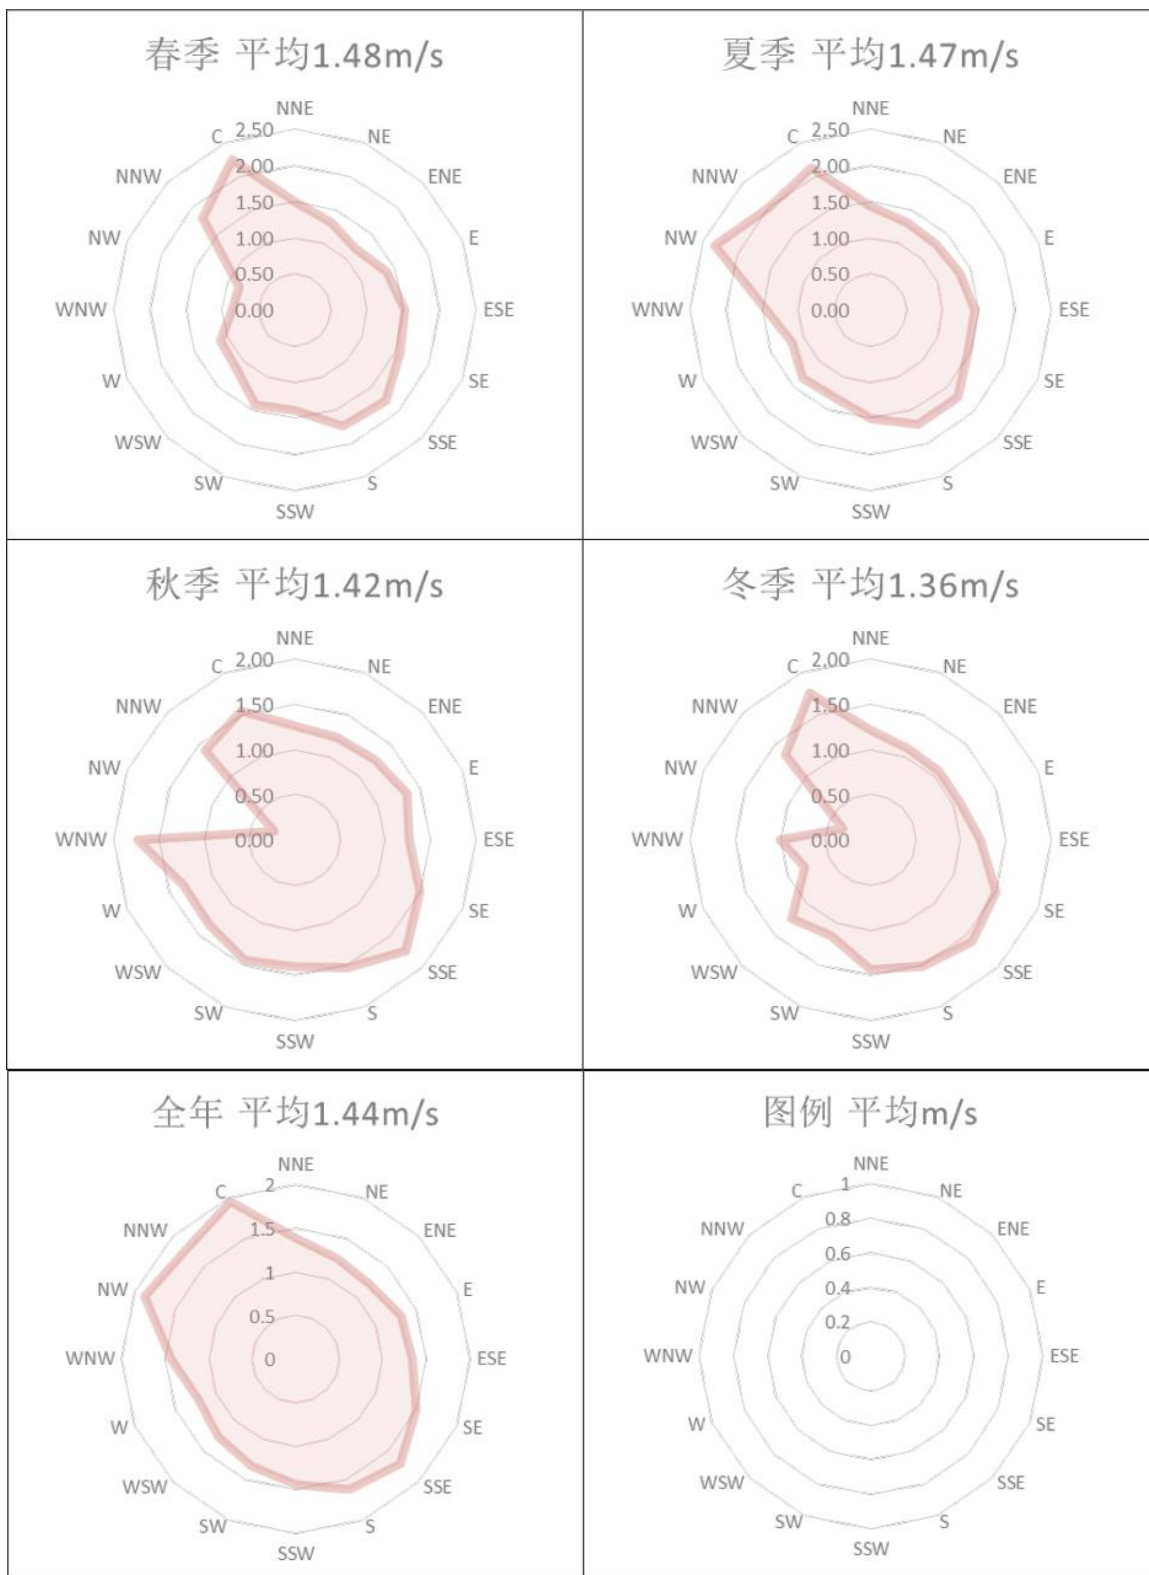 春季 平均1.48m/s
NNE
C 2.50 NE
NNW 2.00 ENE
1.50
NW 1.00 E
0.50
WNW 0.00 ESE
W SE
WSW SSE
SW S
SSW
夏季 平均1.47m/s
NNE
C 2.50 NE
NNW 2.00 ENE
1.50
NW 1.00 E
0.50
WNW 0.00 ESE
W SE
WSW SSE
SW S
SSW
秋季 平均1.42m/s
NNE
C 2.00 NE
NNW 1.50 ENE
NW 1.00 E
0.50
WNW 0.00 ESE
W SE
WSW SSE
SW S
SSW
冬季 平均1.36m/s
NNE
C 2.00 NE
NNW 1.50 ENE
NW 1.00 E
0.50
WNW 0.00 ESE
W SE
WSW SSE
SW S
SSW
全年 平均1.44m/s
NNE
C 2 NE
NNW 1.5 ENE
NW 1 E
0.5
WNW 0 ESE
W SE
WSW SSE
SW S
SSW
图例 平均m/s
NNE
C 1 NE
NNW 0.8 ENE
0.6
NW 0.4 E
0.2
WNW 0 ESE
W SE
WSW SSE
SW S
SSW